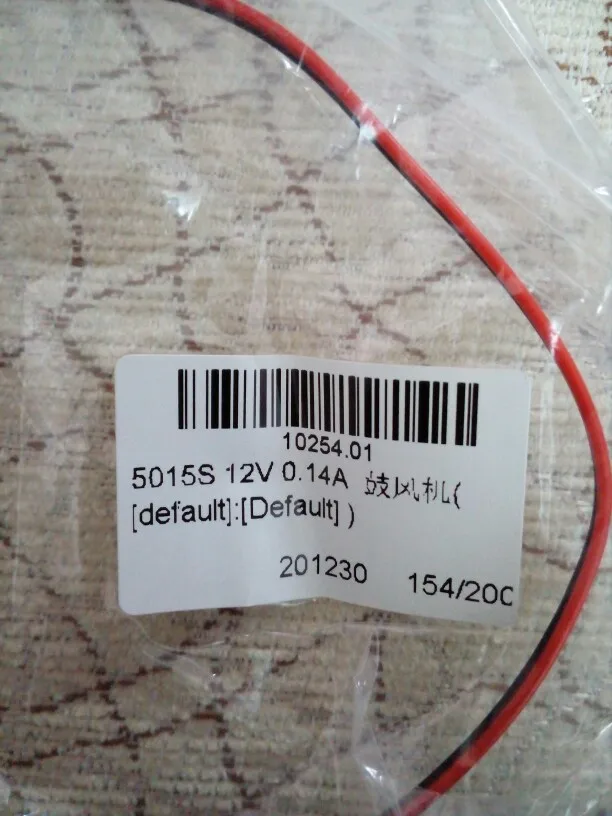 10254.01
5015S 12V 0.14A 鼓风机(
[default]:[Default] )
201230 154/200